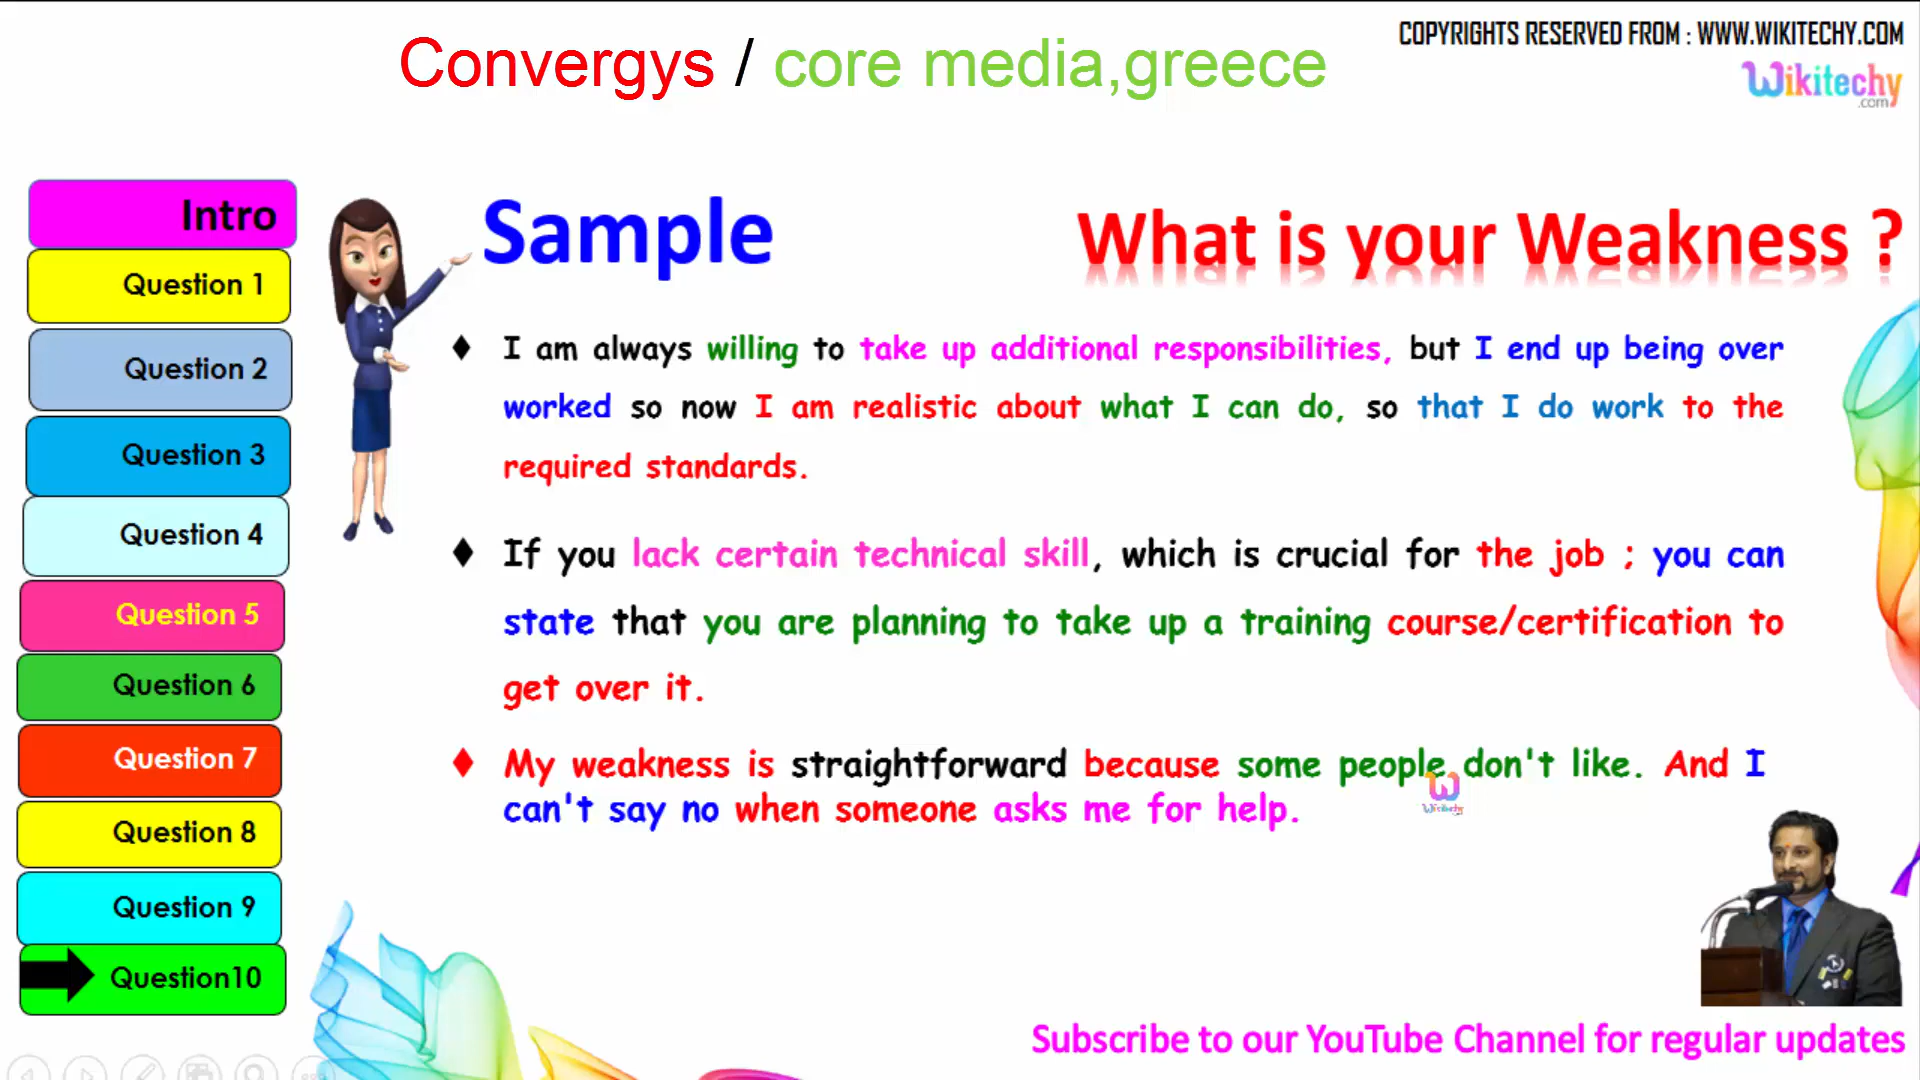 COPYRIGHTS RESERVED FROM : WWW.WIKITECHY.COM
Convergys / core media,greece
Wikitechy
.com
Intro
Question 1
Question 2
Question 3
Question 4
Question 5
Question 6
Question 7
Question 8
Question 9
Question10
Sample
What is your Weakness ?
♦ I am always willing to take up additional responsibilities, but I end up being over
worked so now I am realistic about what I can do, so that I do work to the
required standards.
♦ If you lack certain technical skill, which is crucial for the job ; you can
state that you are planning to take up a training course/certification to
get over it.
♦ My weakness is straightforward because some people don't like. And I
can't say no when someone asks me for help.
Wikitechy
Subscribe to our YouTube Channel for regular updates